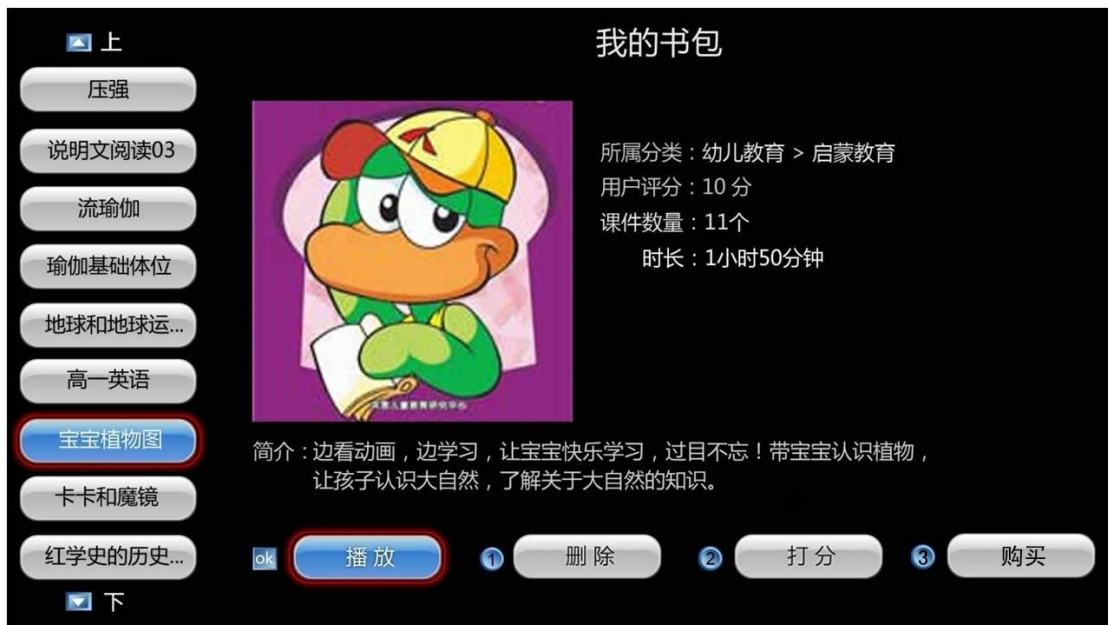 上
我的书包
压强
说明文阅读03
流瑜伽
瑜伽基础体位
地球和地球运...
高一英语
宝宝植物图
卡卡和魔镜
红学史的历史...
下
所属分类：幼儿教育 > 启蒙教育
用户评分：10 分
课件数量：11个
时长：1小时50分钟
简介：边看动画，边学习，让宝宝快乐学习，过目不忘！带宝宝认识植物，
让孩子认识大自然，了解关于大自然的知识。
ok 播放 1 删除 2 打分 3 购买